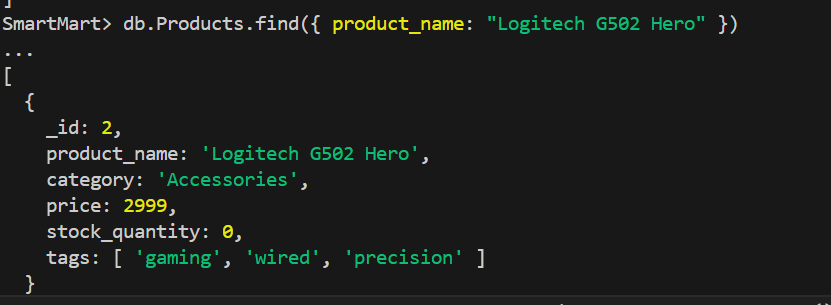 ]
SmartMart> db.Products.find({ product_name: "Logitech G502 Hero" })
...
[
  {
    _id: 2,
    product_name: 'Logitech G502 Hero',
    category: 'Accessories',
    price: 2999,
    stock_quantity: 0,
    tags: [ 'gaming', 'wired', 'precision' ]
  }